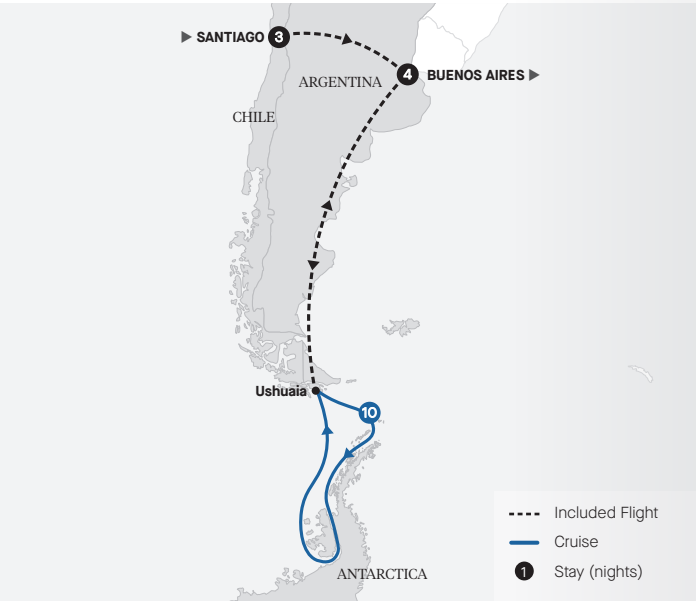 SANTIAGO 3
ARGENTINA
4 BUENOS AIRES
CHILE
Ushuaia
10
ANTARCTICA
Included Flight
Cruise
1 Stay (nights)